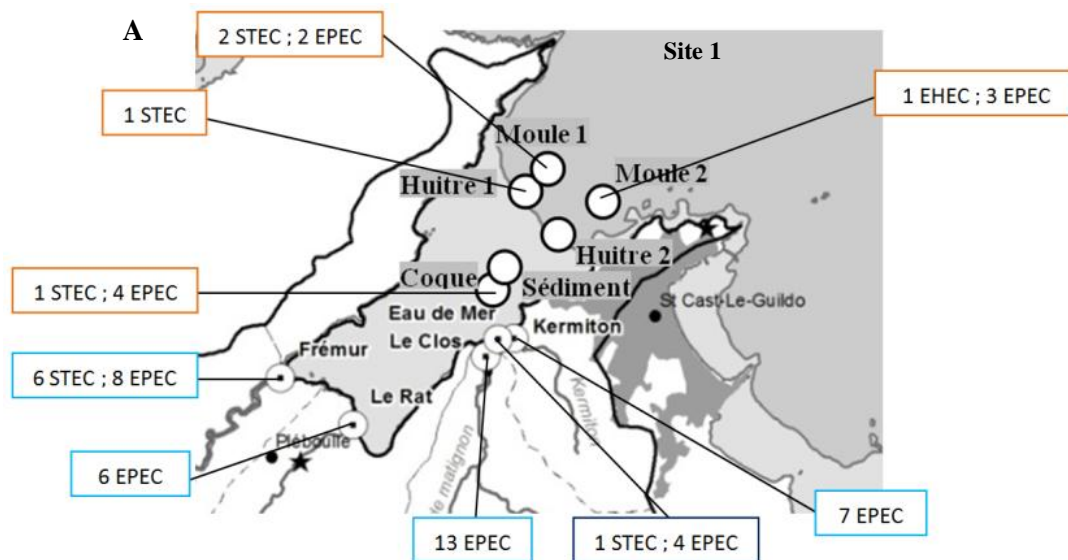 A
2 STEC ; 2 EPEC
Site 1
1 STEC
1 EHEC ; 3 EPEC
Moule 1
Huitre 1
Moule 2
Huitre 2
Coque
Sédiment
1 STEC ; 4 EPEC
St Cast-Le-Guildo
Eau de Mer
Le Clos
Kermiton
Frémur
6 STEC ; 8 EPEC
Le Rat
Kermiton
de matignon
Pléboulle
6 EPEC
7 EPEC
13 EPEC
1 STEC ; 4 EPEC